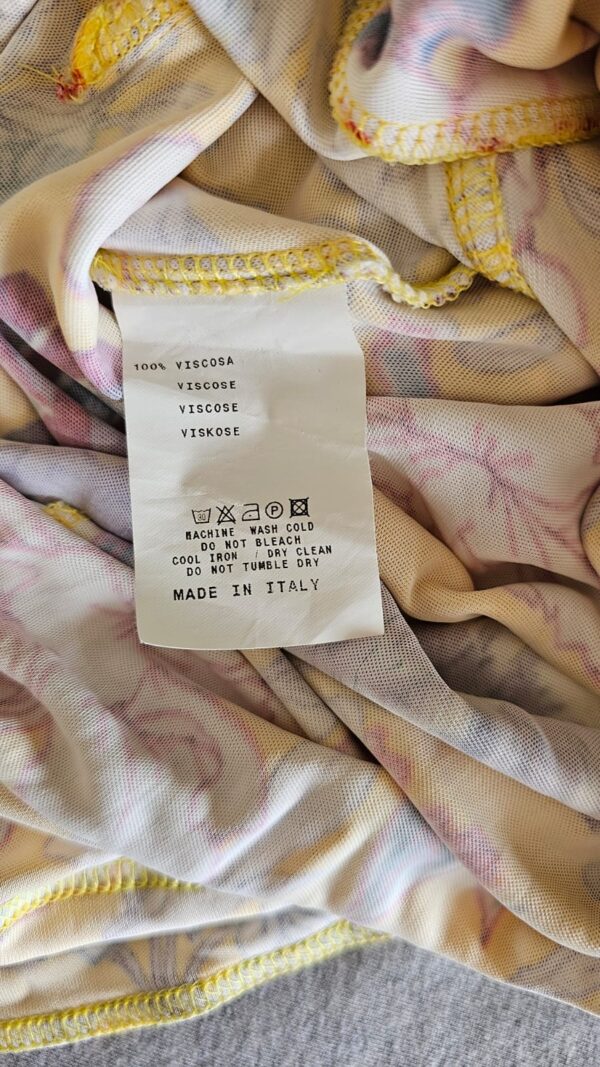 100% VISCOSA
VISCOSE
VISCOSE
VISKOSE
30 P
MACHINE WASH COLD
DO NOT BLEACH
COOL IRON / DRY CLEAN
DO NOT TUMBLE DRY
MADE IN ITALY